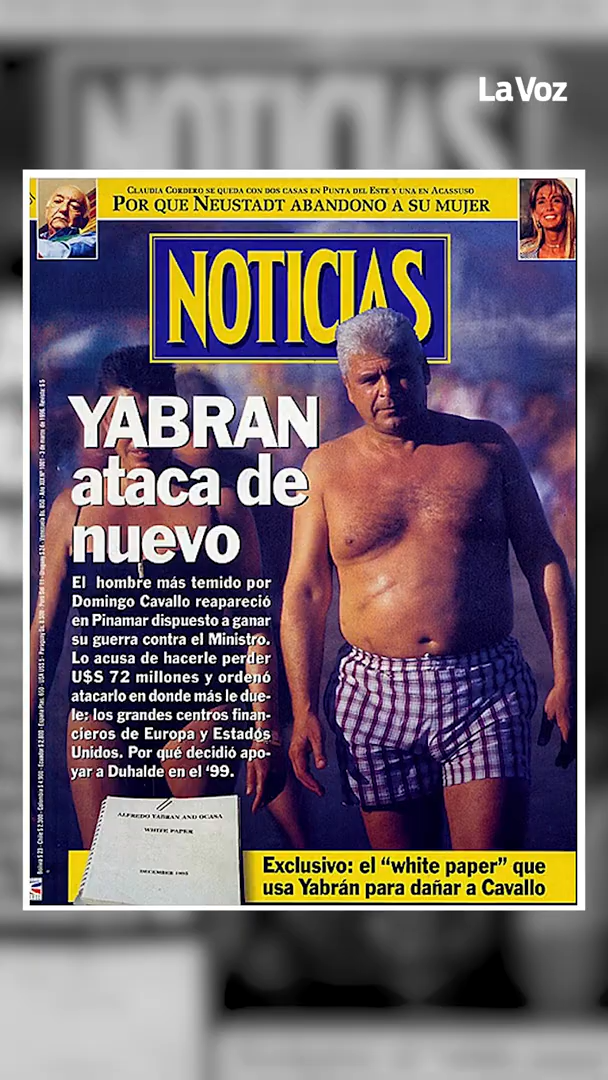 La Voz
NOTICIAS
CLAUDIA CORDERO SE QUEDA CON DOS CASAS EN PUNTA DEL ESTE Y UNA EN ACASSUSO
POR QUE NEUSTADT ABANDONO A SU MUJER
NOTICIAS
YABRAN
ataca de
nuevo
El hombre más temido por
Domingo Cavallo reapareció
en Pinamar dispuesto a ganar
su guerra contra el Ministro.
Lo acusa de hacerle perder
U$S 72 millones y ordenó
atacarlo en donde más le due-
le: los grandes centros finan-
cieros de Europa y Estados
Unidos. Por qué decidió apo-
yar a Duhalde en el '99.
ALFREDO YABRAN AND OCASA
WHITE PAPER
DECEMBER 1995
Exclusivo: el “white paper” que
usa Yabrán para dañar a Cavallo